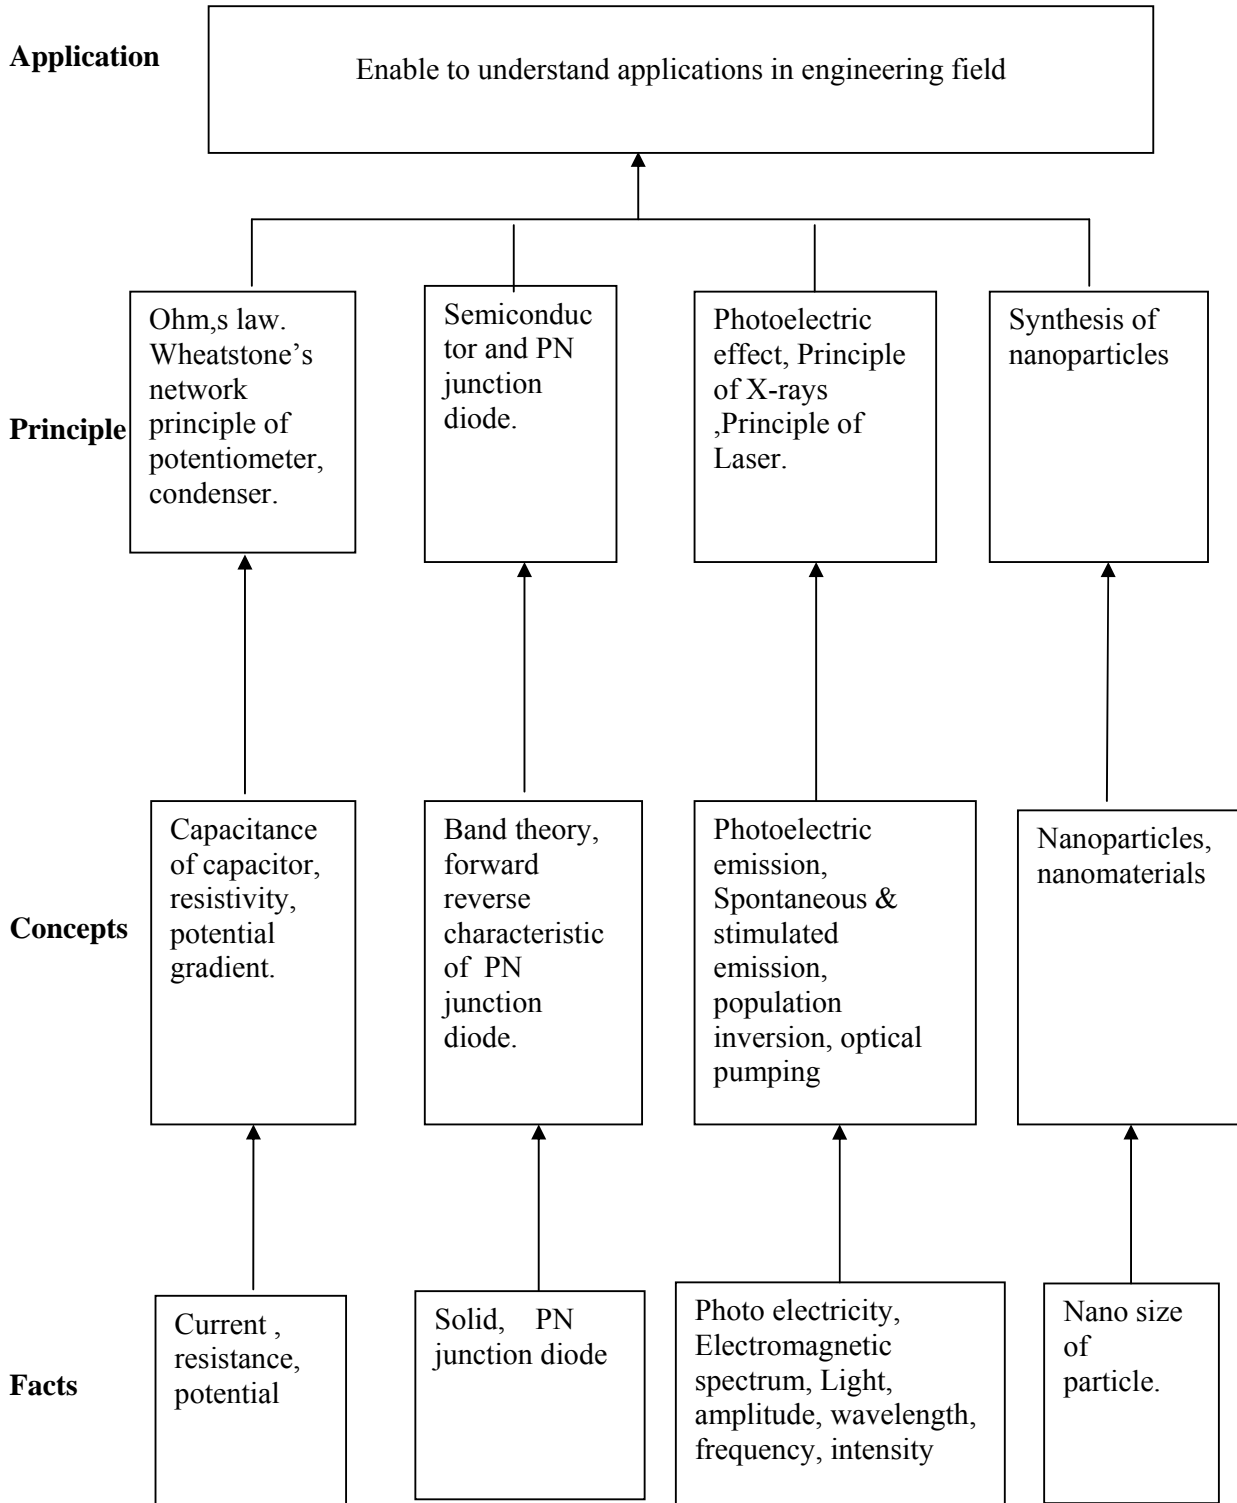 Application
Enable to understand applications in engineering field
Principle
Ohm,s law.
Wheatstone’s
network
principle of
potentiometer,
condenser.
Semiconduc
tor and PN
junction
diode.
Photoelectric
effect, Principle
of X-rays
,Principle of
Laser.
Synthesis of
nanoparticles
Concepts
Capacitance
of capacitor,
resistivity,
potential
gradient.
Band theory,
forward
reverse
characteristic
of PN
junction
diode.
Photoelectric
emission,
Spontaneous &
stimulated
emission,
population
inversion, optical
pumping
Nanoparticles,
nanomaterials
Facts
Current ,
resistance,
potential
Solid, PN
junction diode
Photo electricity,
Electromagnetic
spectrum, Light,
amplitude, wavelength,
frequency, intensity
Nano size
of
particle.